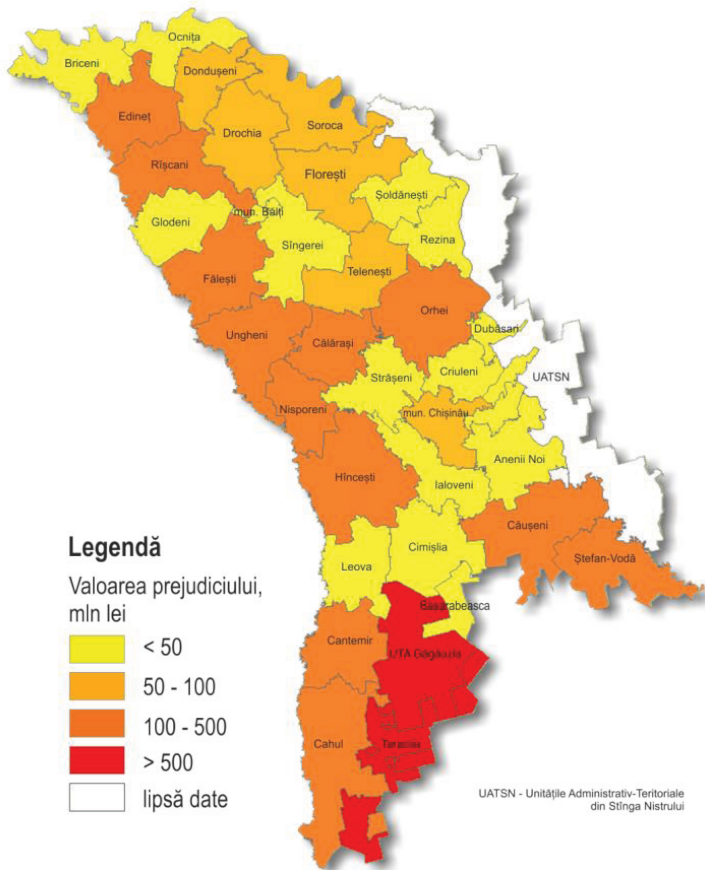 Ocnița
Briceni
Dondușeni
Edineț
Soroca
Drochia
Rîșcani
Florești
Șoldănești
mun. Bălți
Glodeni
Rezina
Sîngerei
Telenești
Fălești
Orhei
Dubăsari
Ungheni
Călărași
Criuleni
Strășeni
UATSN
Nisporeni
mun. Chișinău
Anenii Noi
Hîncești
Ialoveni
Căușeni
Cimișlia
Ștefan-Vodă
Leova
Basarabeasca
Cantemir
UTA Găgăuzia
Cahul
Taraclia
Legendă
Valoarea prejudiciului,
mln lei
< 50
50 - 100
100 - 500
> 500
lipsă date
UATSN - Unitățile Administrativ-Teritoriale
din Stînga Nistrului